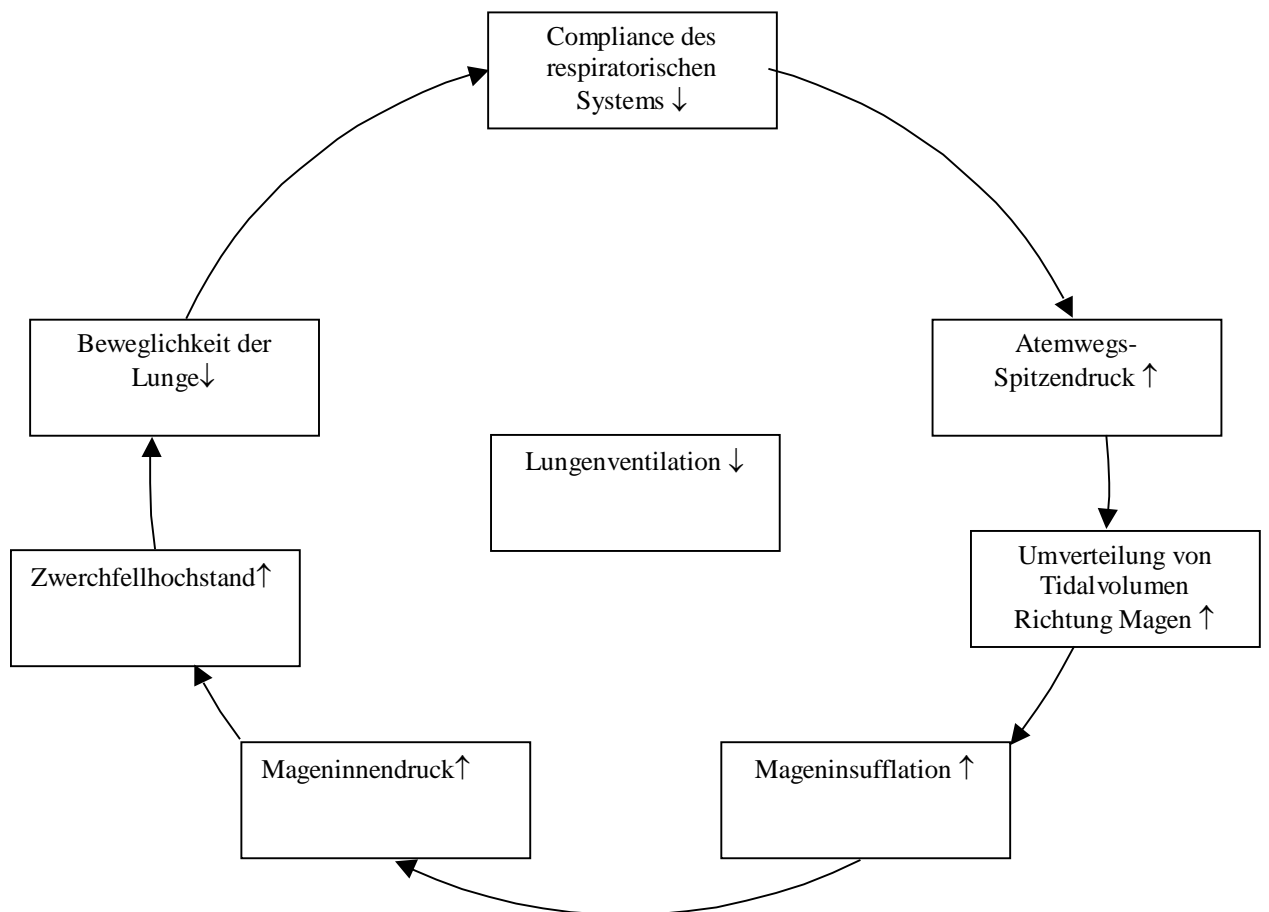 Compliance des
respiratorischen
Systems ↓
Beweglichkeit der
Lunge↓
Atemwegs-
Spitzendruck ↑
Lungenventilation ↓
Zwerchfellhochstand↑
Umverteilung von
Tidalvolumen
Richtung Magen ↑
Mageninnendruck↑
Mageninsufflation ↑